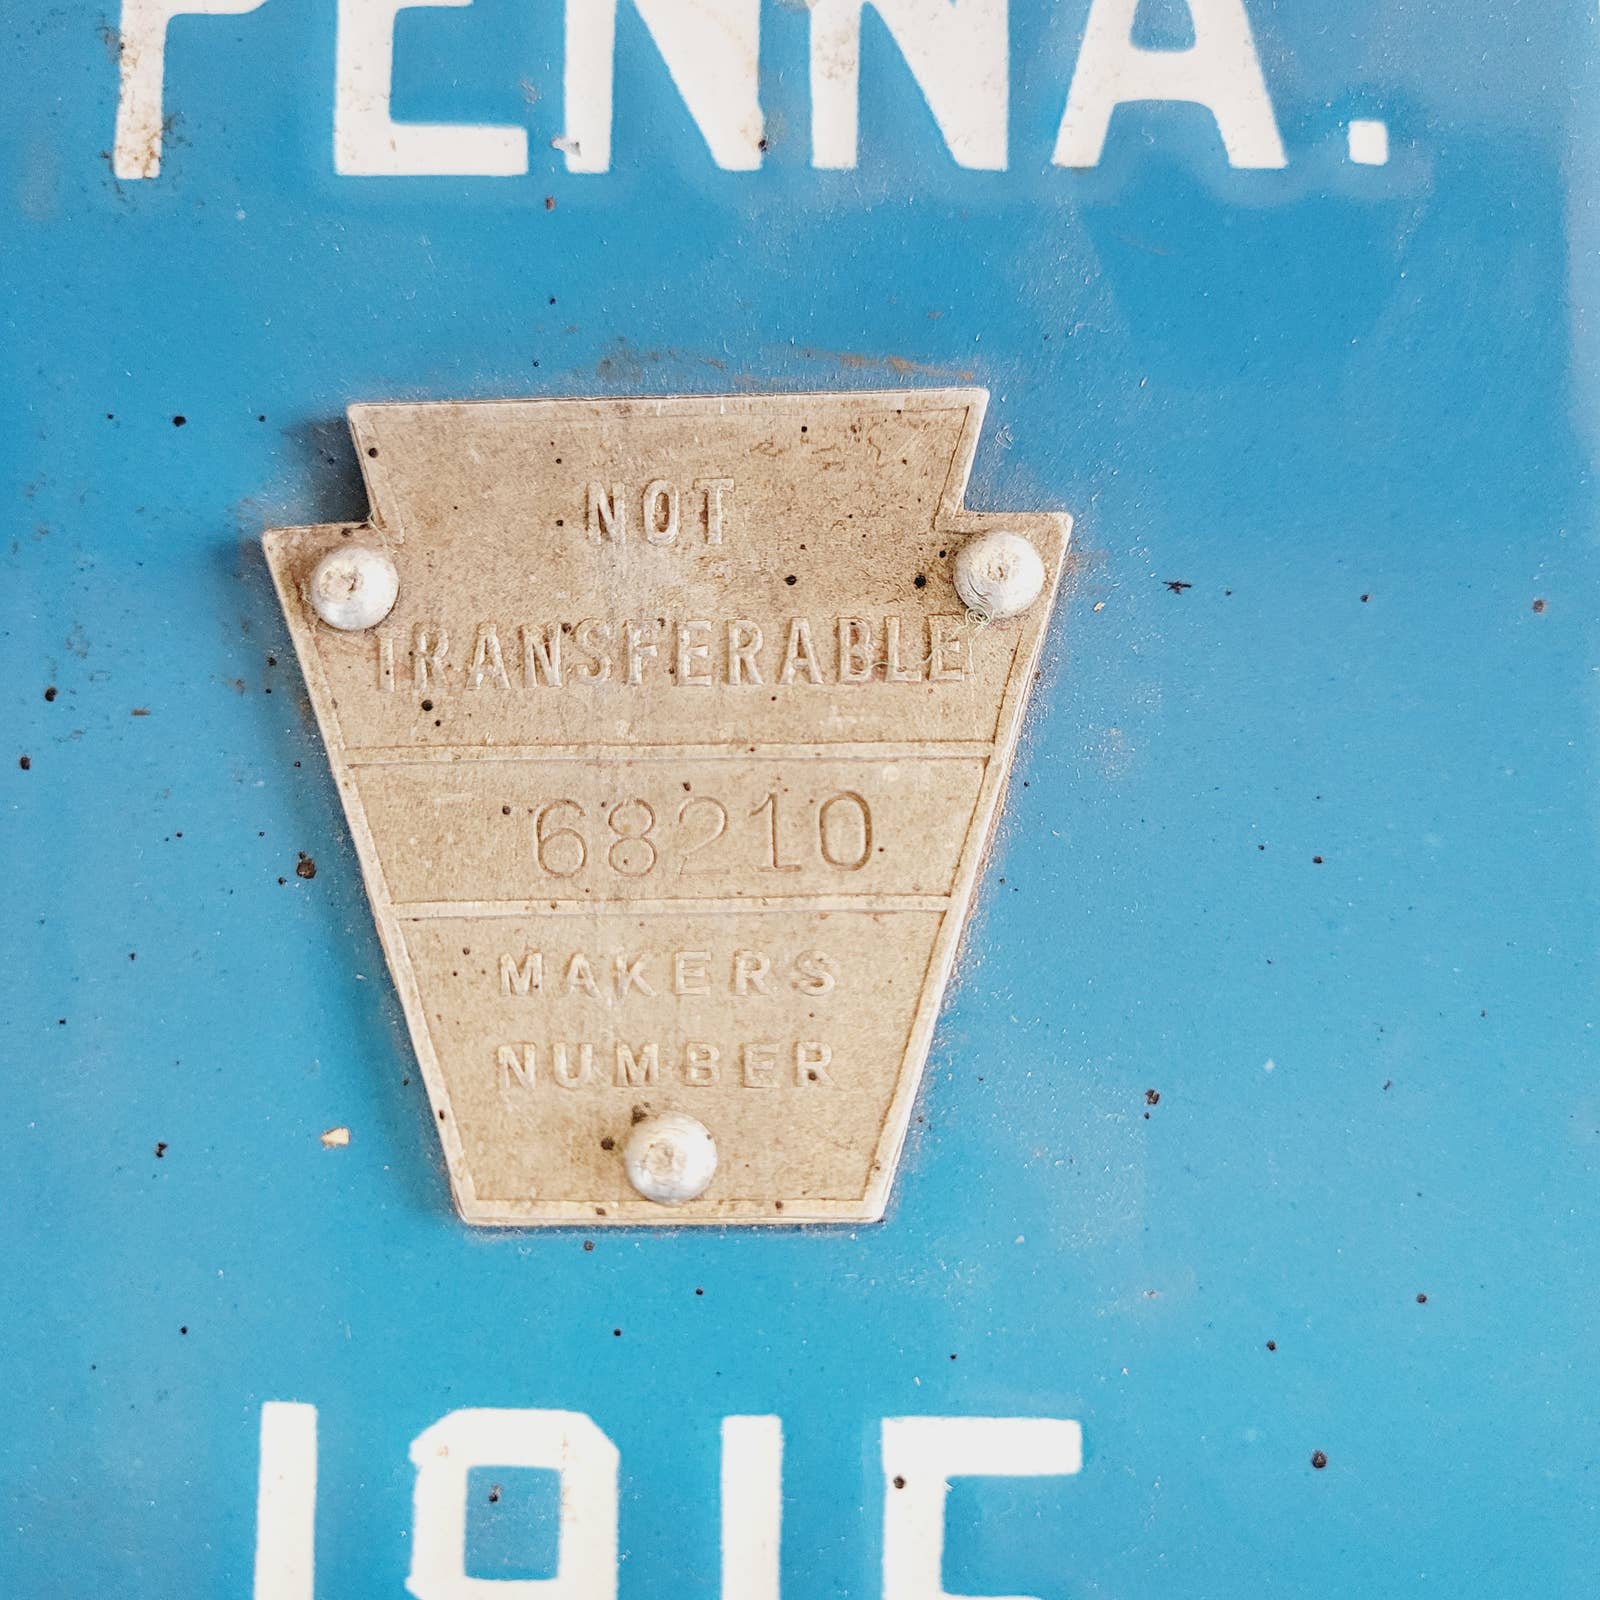 PENNA.
NOT
TRANSFERABLE
68210
MAKERS
NUMBER
1915